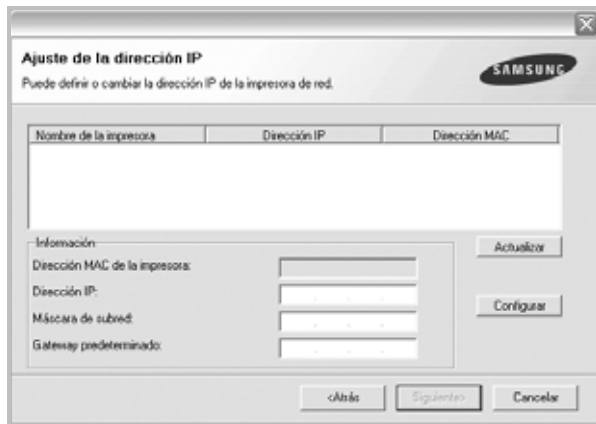 Ajuste de la dirección IP
Puede definir o cambiar la dirección IP de la impresora de red.
SAMSUNG
Nombre de la impresora Dirección IP Dirección MAC
Información
Actualizar
Dirección MAC de la impresora:
Dirección IP:
Configurar
Máscara de subred:
Gateway predeterminado:
<Atrás Siguiente> Cancelar